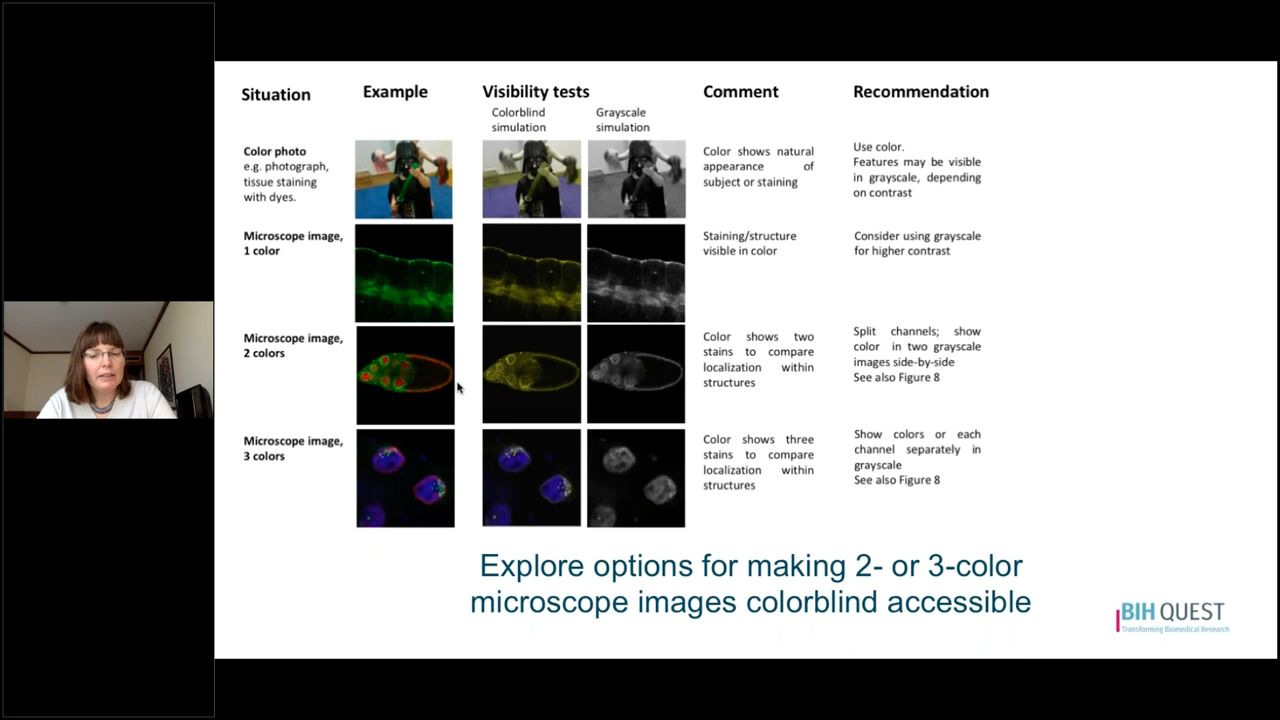 Situation
Example
Visibility tests
Comment
Recommendation
Colorblind
simulation
Grayscale
simulation
Color photo
e.g. photograph,
tissue staining
with dyes.
Color shows natural
appearance of
subject or staining
Use color.
Features may be visible
in grayscale, depending
on contrast
Microscope image,
1 color
Staining/structure
visible in color
Consider using grayscale
for higher contrast
Microscope image,
2 colors
Color shows two
stains to compare
localization within
structures
Split channels; show
color in two grayscale
images side-by-side
See also Figure 8
Microscope image,
3 colors
Color shows three
stains to compare
localization within
structures
Show colors or each
channel separately in
grayscale
See also Figure 8
Explore options for making 2- or 3-color
microscope images colorblind accessible
BIH QUEST
Transforming Biomedical Research